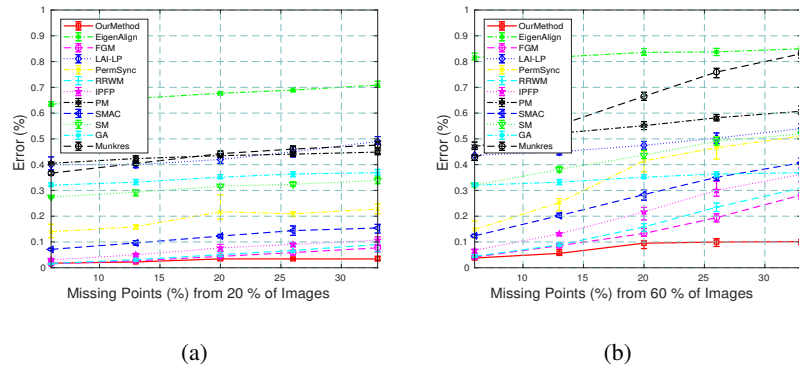 (a)
1
0.9
0.8
0.7
0.6
0.5
0.4
0.3
0.2
0.1
0
Error (%)
OurMethod
EigenAlign
FGM
LAI-LP
PermSync
RRWM
IPFP
PM
SMAC
SM
GA
Munkres
10 15 20 25 30
Missing Points (%) from 20 % of Images
(a)
(b)
1
0.9
0.8
0.7
0.6
0.5
0.4
0.3
0.2
0.1
0
Error (%)
OurMethod
EigenAlign
FGM
LAI-LP
PermSync
RRWM
IPFP
PM
SMAC
SM
GA
Munkres
10 15 20 25 30
Missing Points (%) from 60 % of Images
(b)